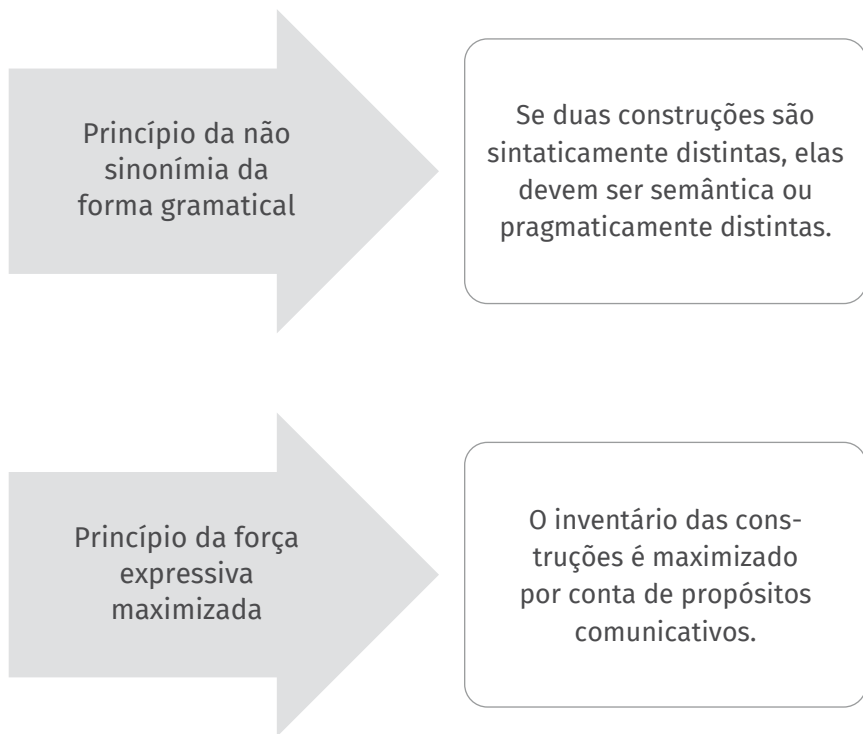 Princípio da não
sinonímia da
forma gramatical
Se duas construções são
sintaticamente distintas, elas
devem ser semântica ou
pragmaticamente distintas.
Princípio da força
expressiva
maximizada
O inventário das cons-
truções é maximizado
por conta de propósitos
comunicativos.